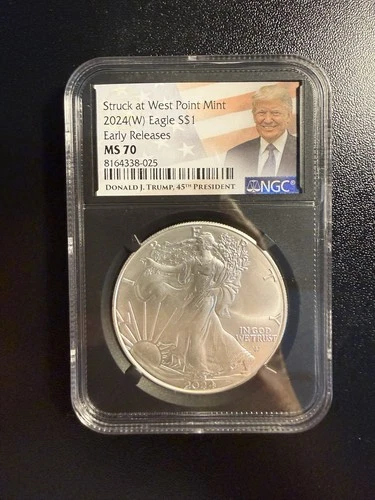 Struck at West Point Mint
2024(W) Eagle S$1
Early Releases
MS 70
8164338-025
DONALD J. TRUMP, 45TH PRESIDENT
NGC
L I E T Y
IN GOD
WE TRUST
2024